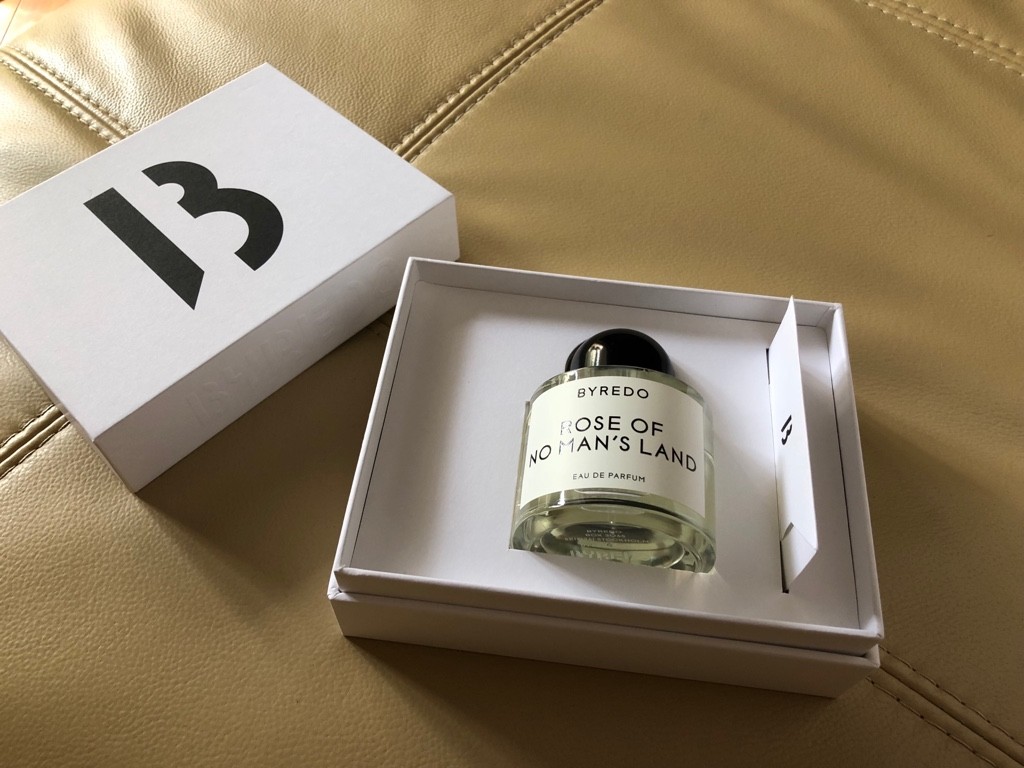 B
BYREDO
ROSE OF
NO MAN'S LAND
EAU DE PARFUM
B